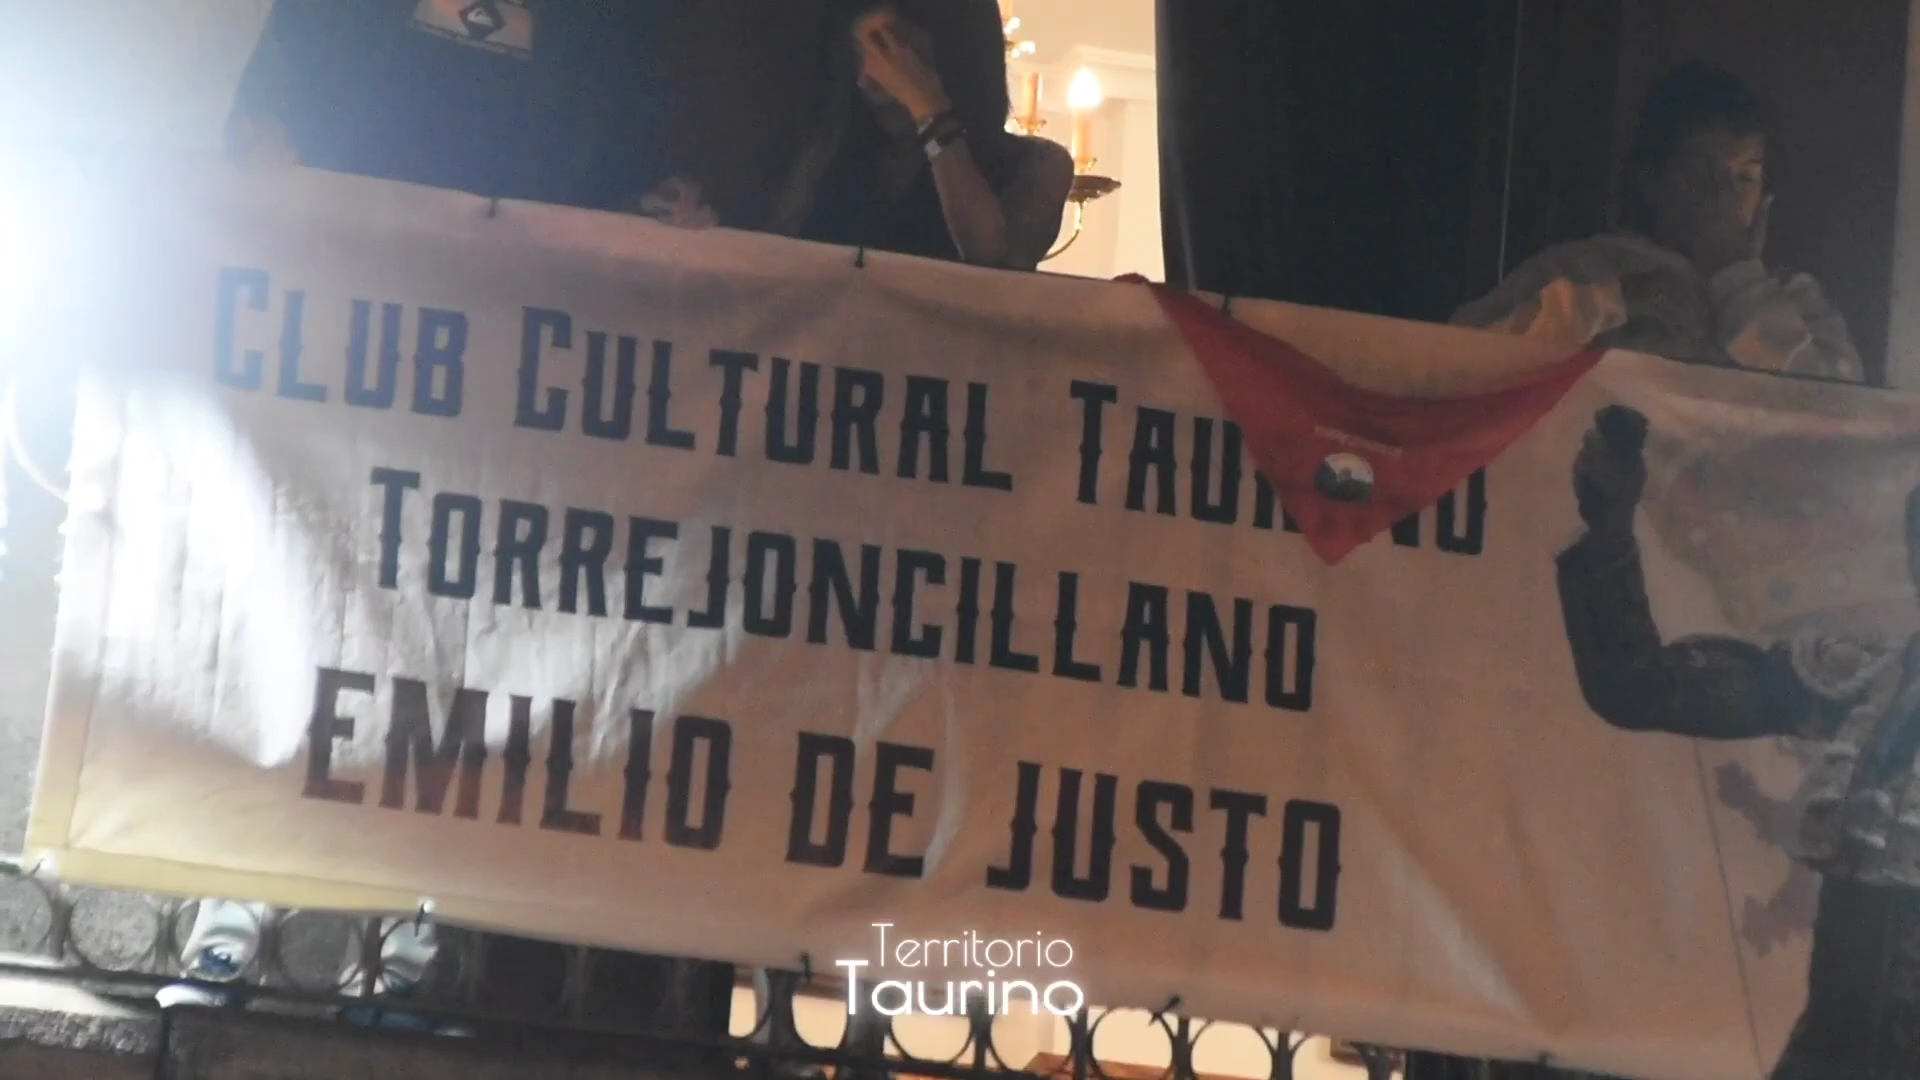 CLUB CULTURAL TAURINO
TORREJONCILLANO
EMILIO DE JUSTO
Territorio
Taurino